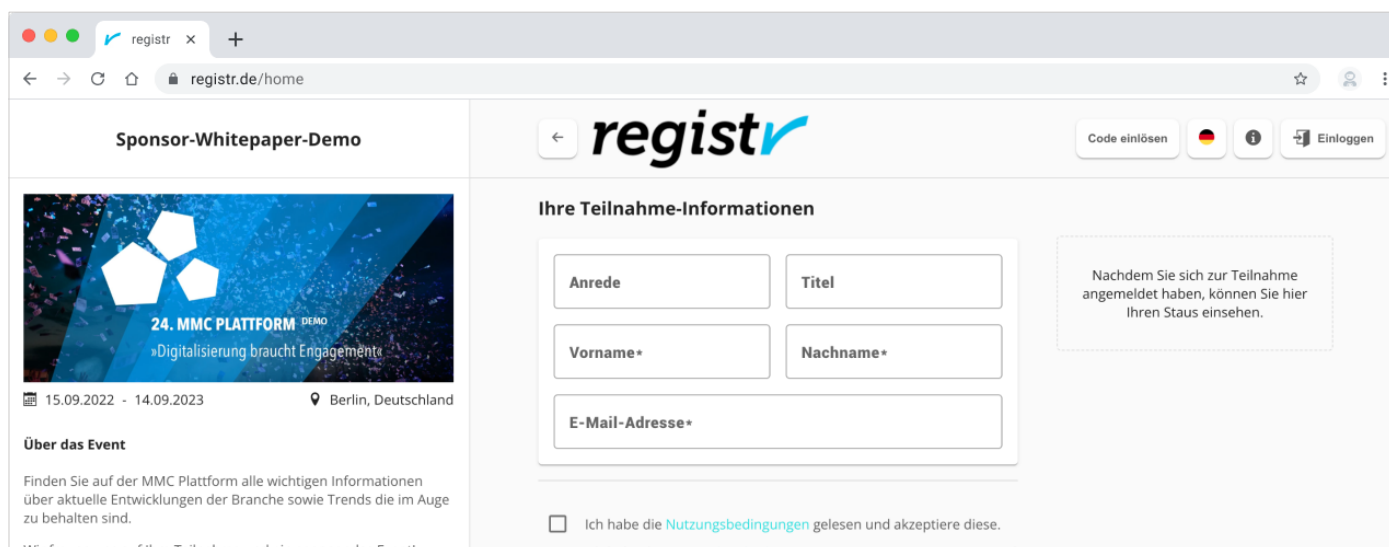 registr
registr.de/home
Sponsor-Whitepaper-Demo
registr
Code einlösen
Einloggen
24. MMC PLATTFORM DEMO
»Digitalisierung braucht Engagement«
15.09.2022 - 14.09.2023
Berlin, Deutschland
Über das Event
Finden Sie auf der MMC Plattform alle wichtigen Informationen
über aktuelle Entwicklungen der Branche sowie Trends die im Auge
zu behalten sind.
Ihre Teilnahme-Informationen
Anrede
Titel
Vorname*
Nachname*
E-Mail-Adresse*
Ich habe die Nutzungsbedingungen gelesen und akzeptiere diese.
Nachdem Sie sich zur Teilnahme
angemeldet haben, können Sie hier
Ihren Staus einsehen.